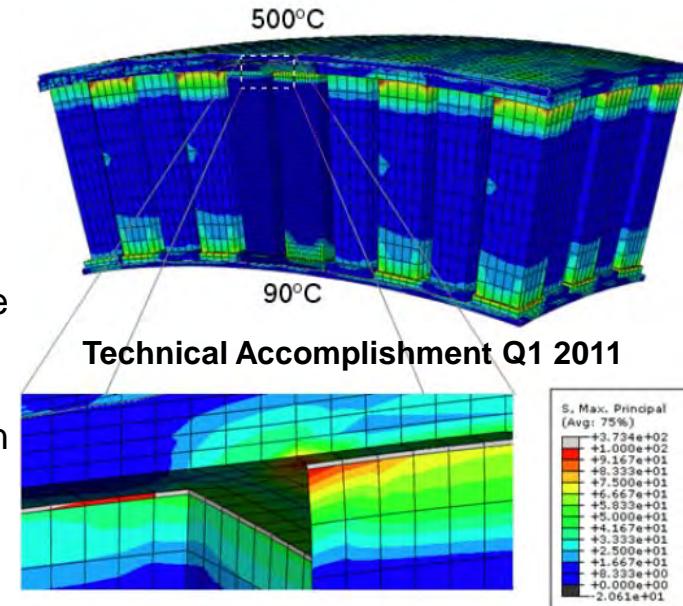 500°C
90°C
e
Technical Accomplishment Q1 2011
n
S, Max. Principal
(Avg: 75%)
+3.734e+02
+1.000e+02
+9.167e+01
+8.333e+01
+7.500e+01
+6.667e+01
+5.833e+01
+5.000e+01
+4.167e+01
+3.333e+01
+2.500e+01
+1.667e+01
+8.333e+00
+0.000e+00
-2.061e+01